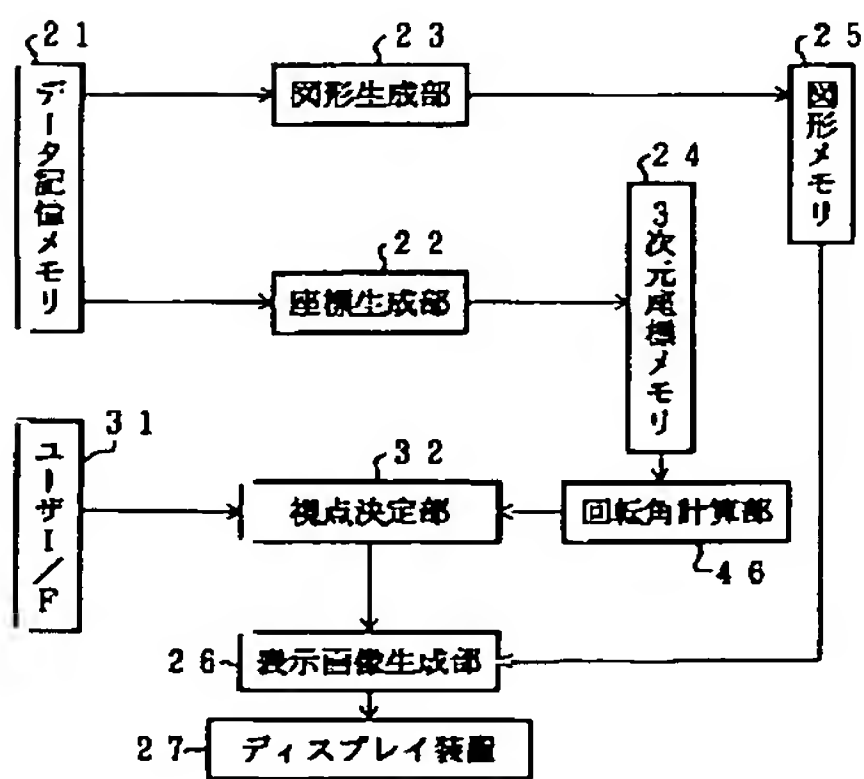 21
データ記憶メモリ
23
図形生成部
25
図形メモリ
24
3次元座標メモリ
22
座標生成部
31
ユーザI/F
32
視点決定部
回転角計算部
46
26
表示画像生成部
27
ディスプレイ装置